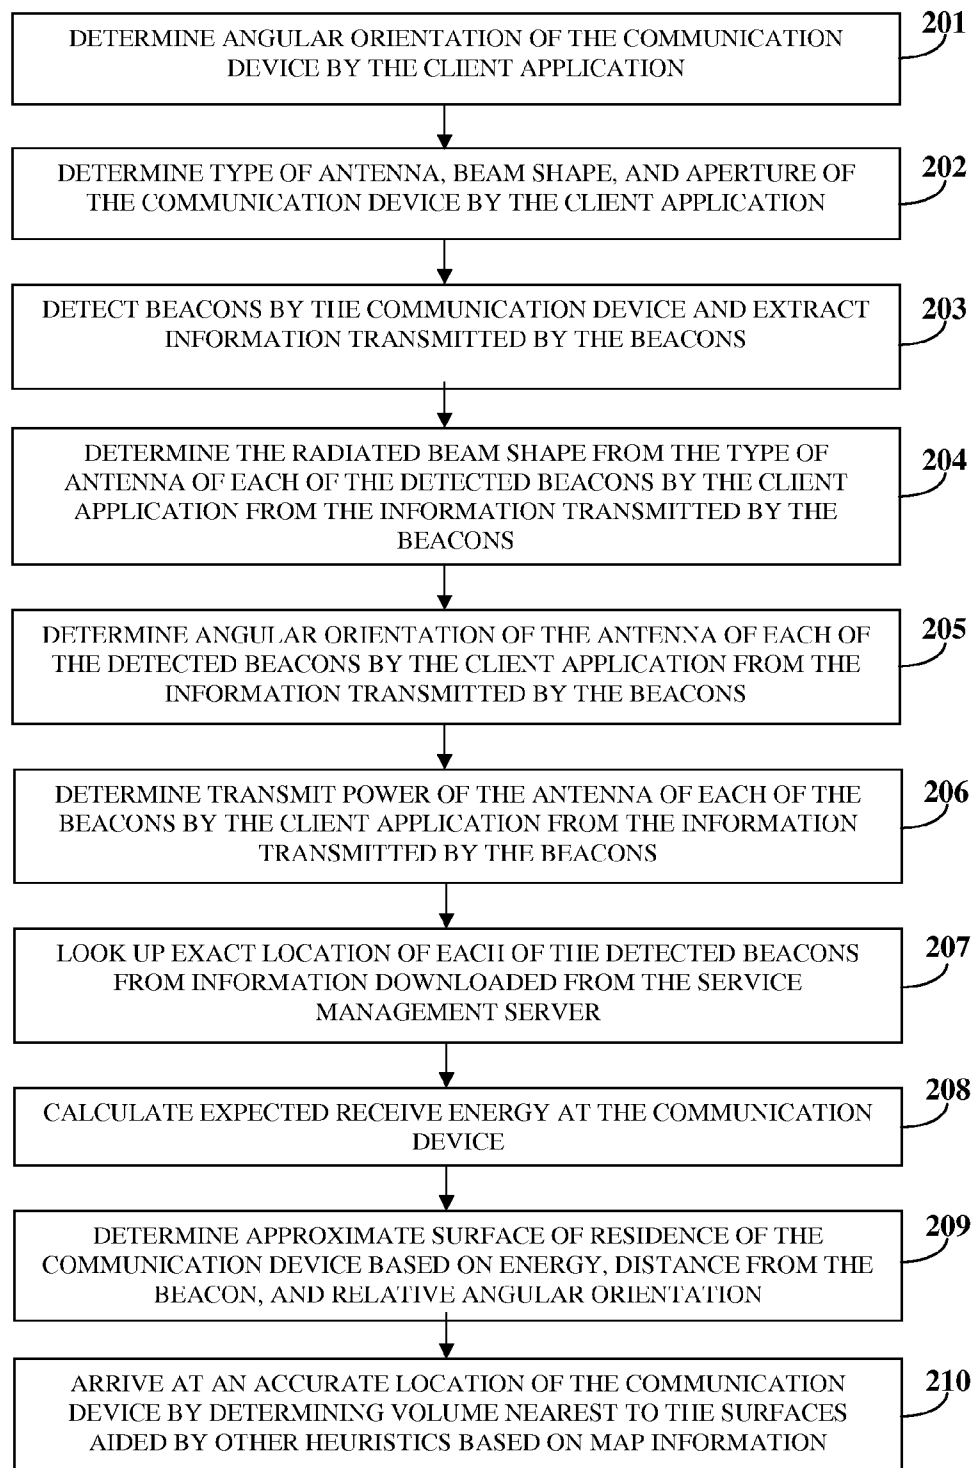 201
DETERMINE ANGULAR ORIENTATION OF THE COMMUNICATION
DEVICE BY THE CLIENT APPLICATION
202
DETERMINE TYPE OF ANTENNA, BEAM SHAPE, AND APERTURE OF
THE COMMUNICATION DEVICE BY THE CLIENT APPLICATION
203
DETECT BEACONS BY THE COMMUNICATION DEVICE AND EXTRACT
INFORMATION TRANSMITTED BY THE BEACONS
204
DETERMINE THE RADIATED BEAM SHAPE FROM THE TYPE OF
ANTENNA OF EACH OF THE DETECTED BEACONS BY THE CLIENT
APPLICATION FROM THE INFORMATION TRANSMITTED BY THE
BEACONS
205
DETERMINE ANGULAR ORIENTATION OF THE ANTENNA OF EACH OF
THE DETECTED BEACONS BY THE CLIENT APPLICATION FROM THE
INFORMATION TRANSMITTED BY THE BEACONS
206
DETERMINE TRANSMIT POWER OF THE ANTENNA OF EACH OF THE
BEACONS BY THE CLIENT APPLICATION FROM THE INFORMATION
TRANSMITTED BY THE BEACONS
207
LOOK UP EXACT LOCATION OF EACH OF THE DETECTED BEACONS
FROM INFORMATION DOWNLOADED FROM THE SERVICE
MANAGEMENT SERVER
208
CALCULATE EXPECTED RECEIVE ENERGY AT THE COMMUNICATION
DEVICE
209
DETERMINE APPROXIMATE SURFACE OF RESIDENCE OF THE
COMMUNICATION DEVICE BASED ON ENERGY, DISTANCE FROM THE
BEACON, AND RELATIVE ANGULAR ORIENTATION
210
ARRIVE AT AN ACCURATE LOCATION OF THE COMMUNICATION
DEVICE BY DETERMINING VOLUME NEAREST TO THE SURFACES
AIDED BY OTHER HEURISTICS BASED ON MAP INFORMATION